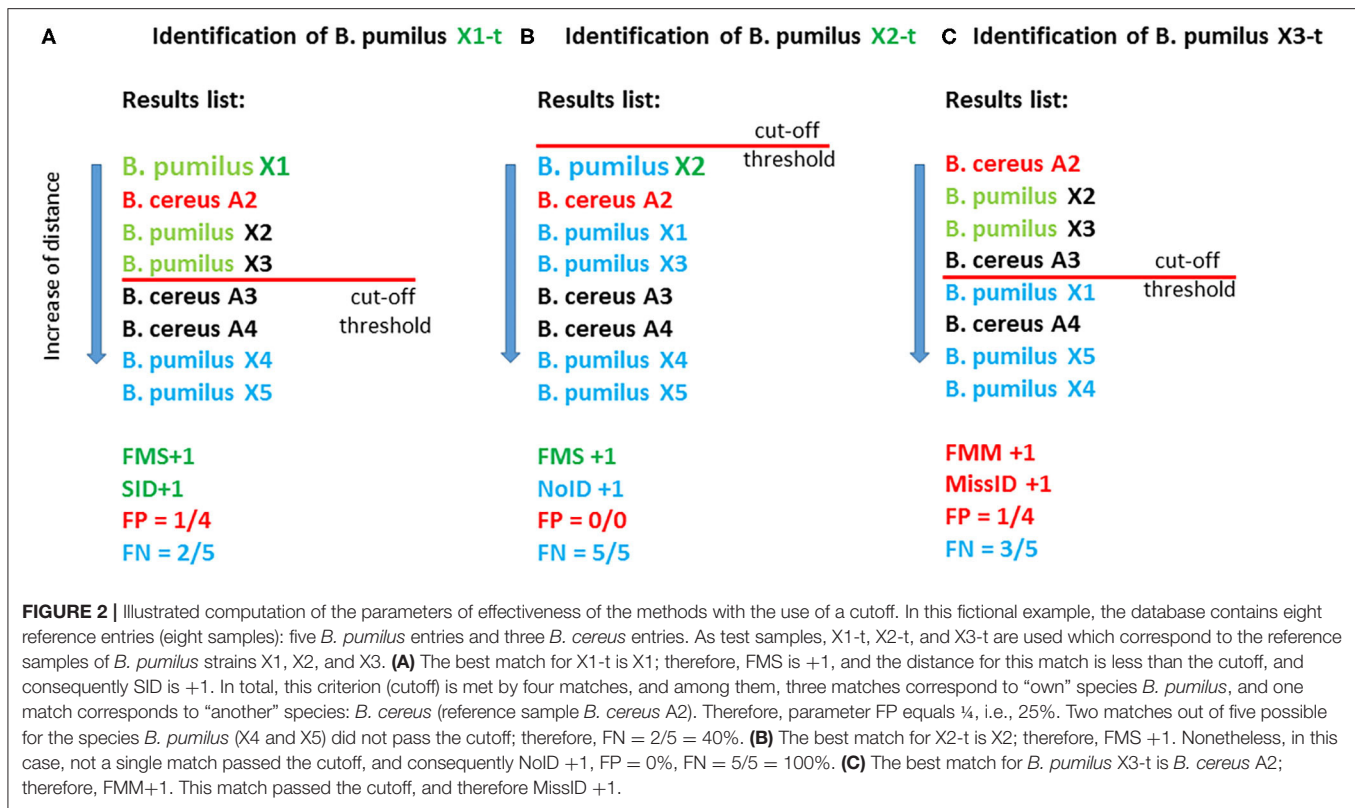 A Identification of B. pumilus X1-t
Results list:
Increase of distance
B. pumilus X1
B. cereus A2
B. pumilus X2
B. pumilus X3
B. cereus A3
cut-off
B. cereus A4
threshold
B. pumilus X4
B. pumilus X5
FMS+1
SID+1
FP = 1/4
FN = 2/5
B Identification of B. pumilus X2-t
Results list:
cut-off
threshold
B. pumilus X2
B. cereus A2
B. pumilus X1
B. pumilus X3
B. cereus A3
B. cereus A4
B. pumilus X4
B. pumilus X5
FMS +1
NoID +1
FP = 0/0
FN = 5/5
C Identification of B. pumilus X3-t
Results list:
B. cereus A2
B. pumilus X2
B. pumilus X3
B. cereus A3
cut-off
threshold
B. pumilus X1
B. cereus A4
B. pumilus X5
B. pumilus X4
FMM +1
MissID +1
FP = 1/4
FN = 3/5
FIGURE 2 | Illustrated computation of the parameters of effectiveness of the methods with the use of a cutoff. In this fictional example, the database contains eight
reference entries (eight samples): five B. pumilus entries and three B. cereus entries. As test samples, X1-t, X2-t, and X3-t are used which correspond to the reference
samples of B. pumilus strains X1, X2, and X3. (A) The best match for X1-t is X1; therefore, FMS is +1, and the distance for this match is less than the cutoff, and
consequently SID is +1. In total, this criterion (cutoff) is met by four matches, and among them, three matches correspond to “own” species B. pumilus, and one
match corresponds to “another” species: B. cereus (reference sample B. cereus A2). Therefore, parameter FP equals ¼, i.e., 25%. Two matches out of five possible
for the species B. pumilus (X4 and X5) did not pass the cutoff; therefore, FN = 2/5 = 40%. (B) The best match for X2-t is X2; therefore, FMS +1. Nonetheless, in this
case, not a single match passed the cutoff, and consequently NoID +1, FP = 0%, FN = 5/5 = 100%. (C) The best match for B. pumilus X3-t is B. cereus A2;
therefore, FMM+1. This match passed the cutoff, and therefore MissID +1.